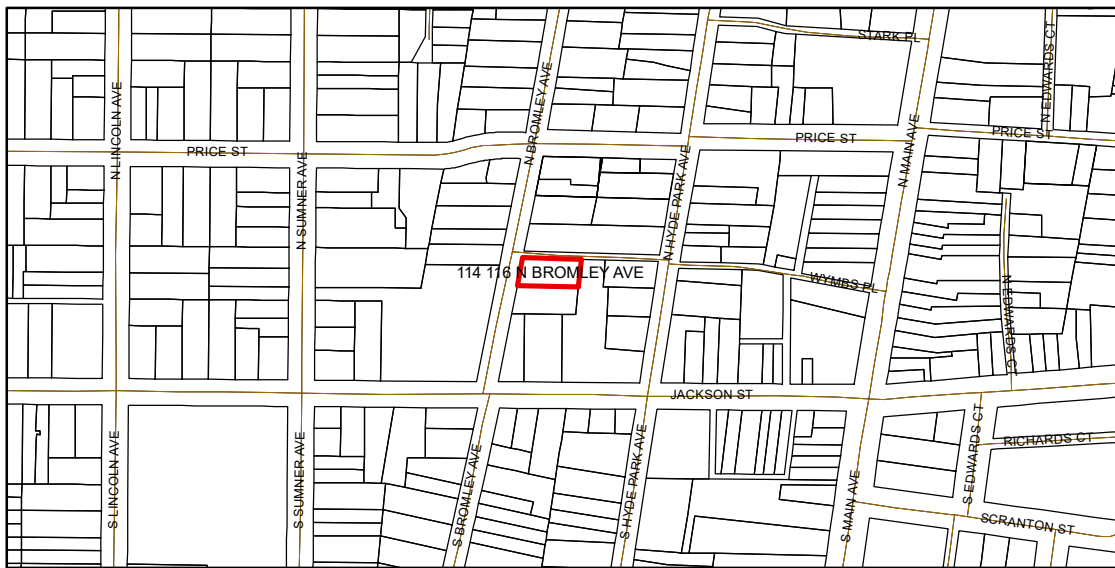 STARK PL
N EDWARDS CT
N LINCOLN AVE
N BROMLEY AVE
PRICE ST
PRICE ST
PRICE ST
N SUMNER AVE
N HYDE PARK AVE
N MAIN AVE
114 116 N BROMLEY AVE
WYMBS PL
N EDWARDS CT
JACKSON ST
S LINCOLN AVE
S SUMNER AVE
S BROMLEY AVE
S HYDE PARK AVE
S MAIN AVE
S EDWARDS CT
RICHARDS CT
SCRANTON ST